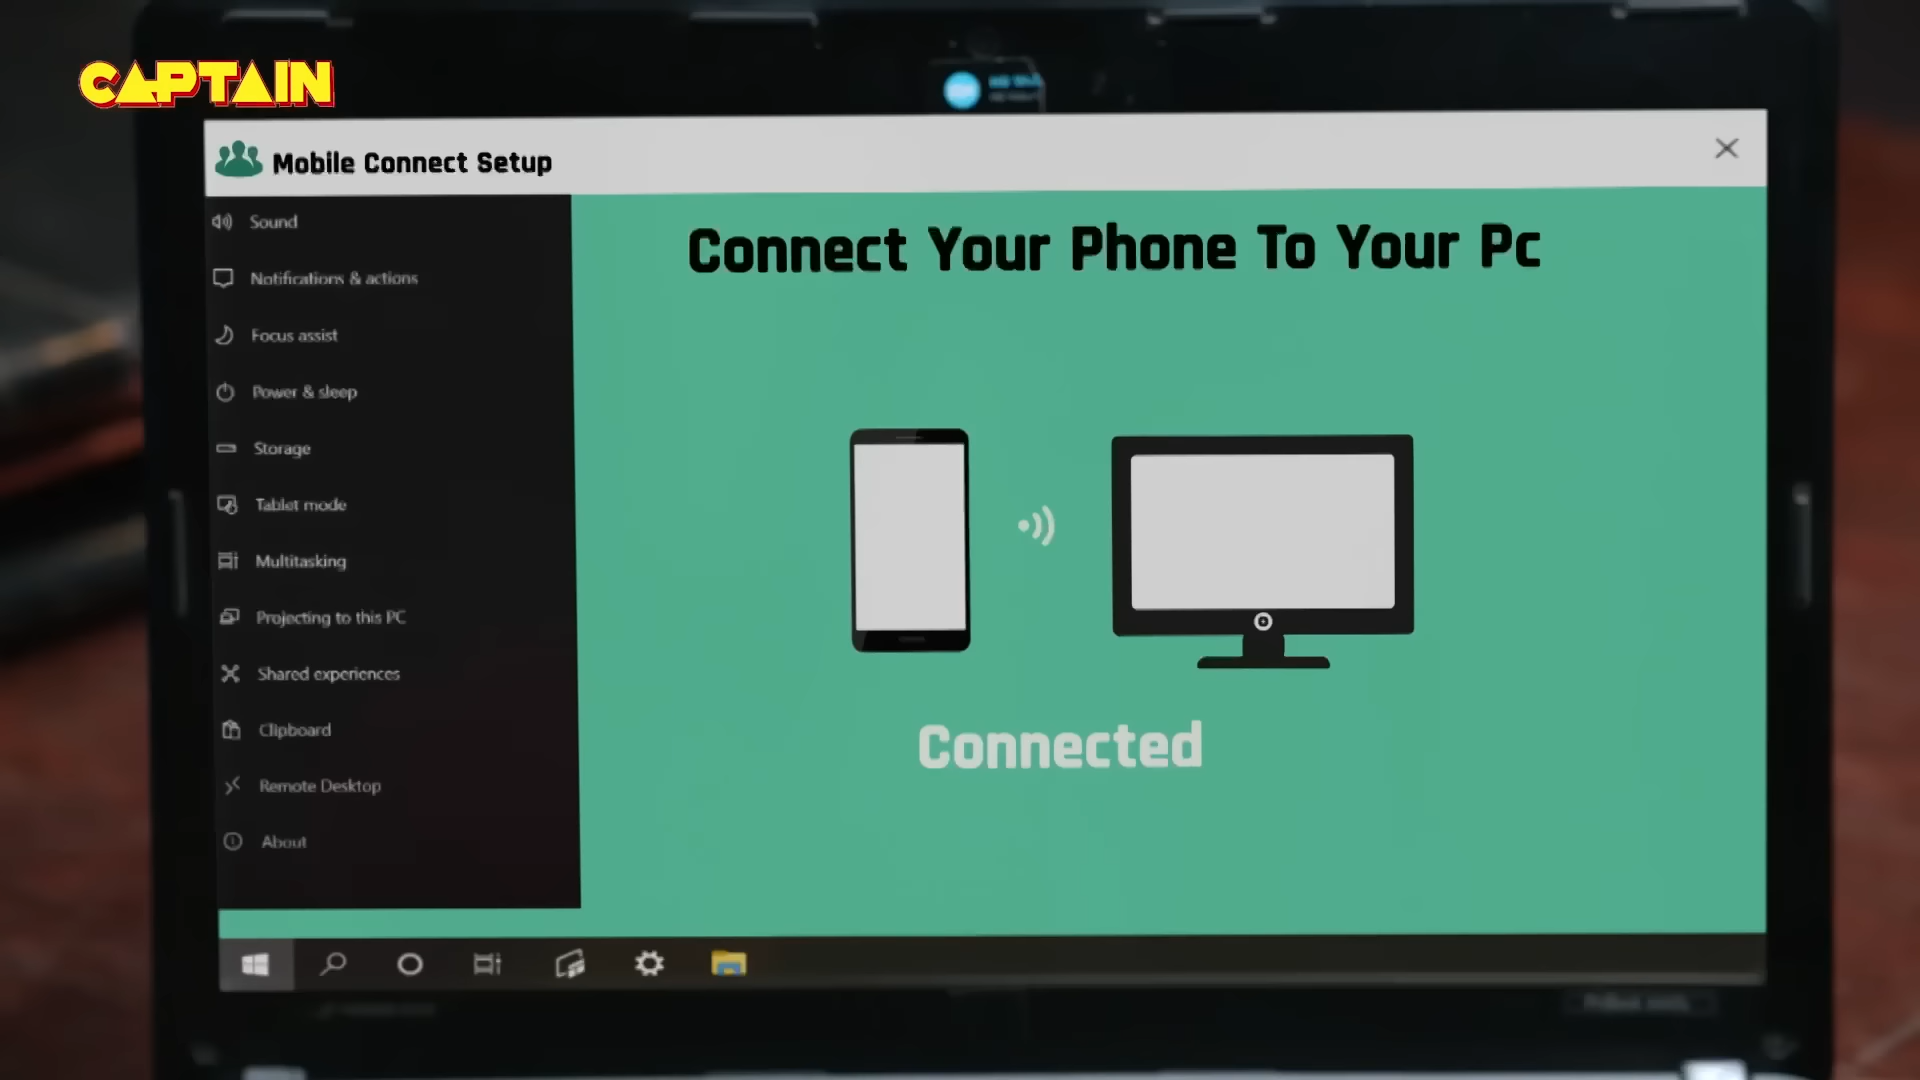 CAPTAIN
Mobile Connect Setup
Sound
Notifications & actions
Focus assist
Power & sleep
Storage
Tablet mode
Multitasking
Projecting to this PC
Shared experiences
Clipboard
Remote Desktop
About
Connect Your Phone To Your Pc
Connected